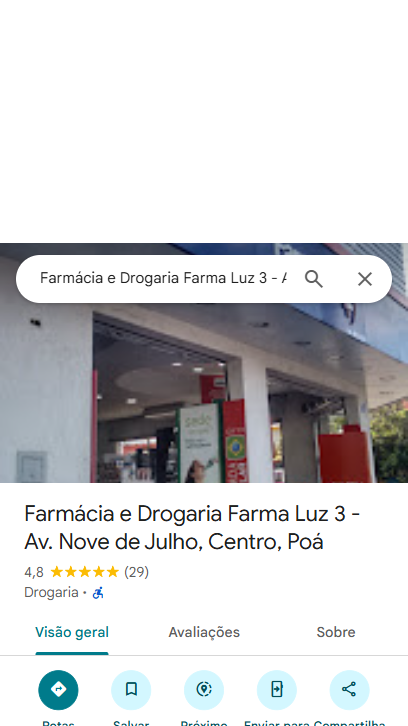 Farmácia e Drogaria Farma Luz 3 - A
Farmácia e Drogaria Farma Luz 3 -
Av. Nove de Julho, Centro, Poá
4,8 ★★★★★ (29)
Drogaria ·
Visão geral
Avaliações
Sobre
Rotas
Salvar
Próximo
Enviar para
Compartilha